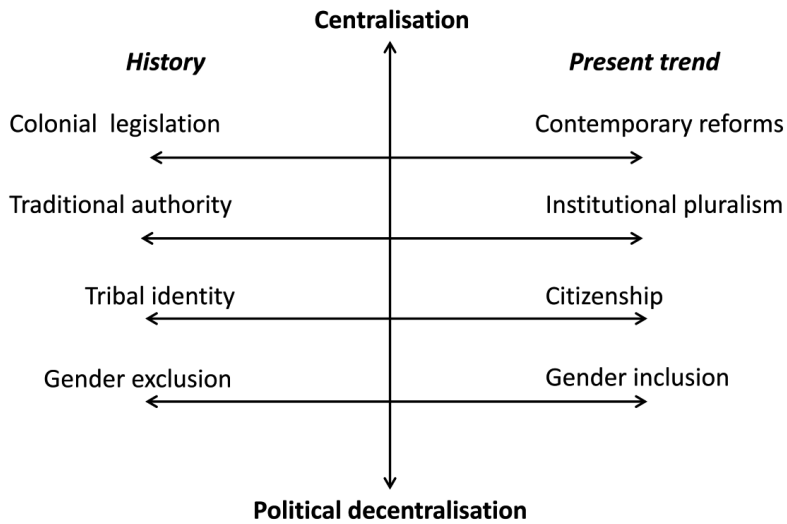 Centralisation
History
Present trend
Colonial legislation
Contemporary reforms
Traditional authority
Institutional pluralism
Tribal identity
Citizenship
Gender exclusion
Gender inclusion
Political decentralisation